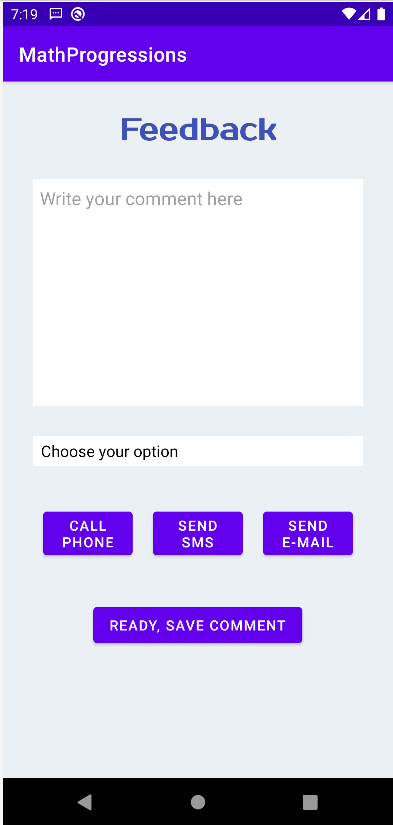 7:19
MathProgressions
Feedback
Write your comment here
Choose your option
CALL
PHONE
SEND
SMS
SEND
E-MAIL
READY, SAVE COMMENT